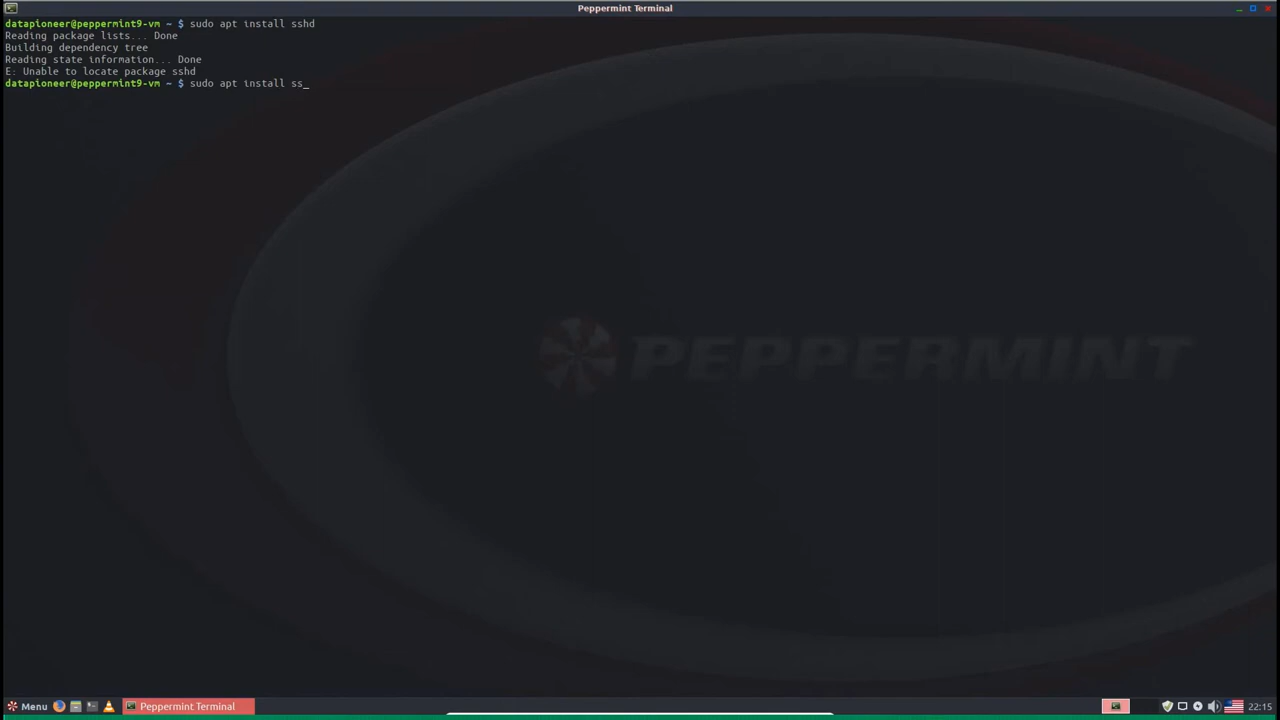 Peppermint Terminal
datapioneer@peppermint9-vm ~ $ sudo apt install sshd
Reading package lists... Done
Building dependency tree
Reading state information... Done
E: Unable to locate package sshd
datapioneer@peppermint9-vm ~ $ sudo apt install ss_
PEPPERMINT
Menu
Peppermint Terminal
22:15